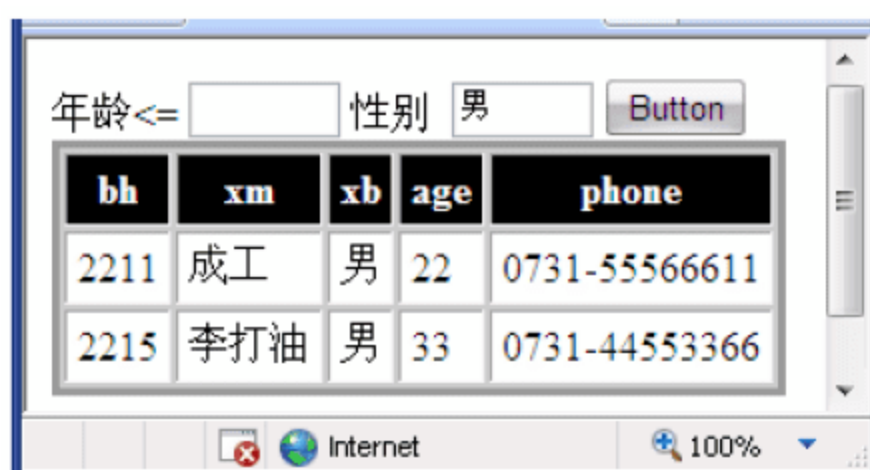 年龄<= 性别 男 Button
bh xm xb age phone
2211 成工 男 22 0731-55566611
2215 李打油 男 33 0731-44553366
Internet 100%